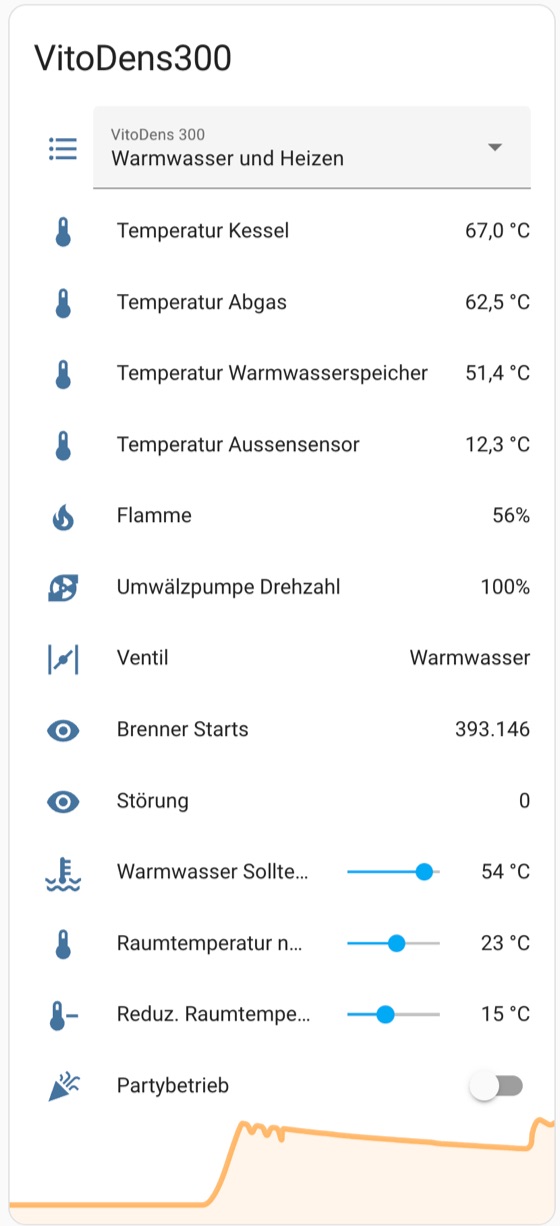 VitoDens300
VitoDens 300
Warmwasser und Heizen
Temperatur Kessel 67,0 °C
Temperatur Abgas 62,5 °C
Temperatur Warmwasserspeicher 51,4 °C
Temperatur Aussensensor 12,3 °C
Flamme 56%
Umwälzpumpe Drehzahl 100%
Ventil Warmwasser
Brenner Starts 393.146
Störung 0
Warmwasser Sollte... 54 °C
Raumtemperatur n... 23 °C
Reduz. Raumtempe... 15 °C
Partybetrieb